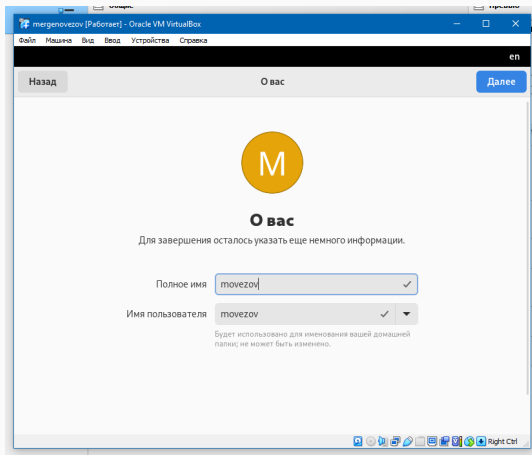 mergenovezov [Работает] - Oracle VM VirtualBox
Файл Машина Вид Ввод Устройства Справка
en
Назад О вас Далее
M
О вас
Для завершения осталось указать еще немного информации.
Полное имя movezov
Имя пользователя movezov
Будет использовано для именования вашей домашней
папки; не может быть изменено.
Right Ctrl